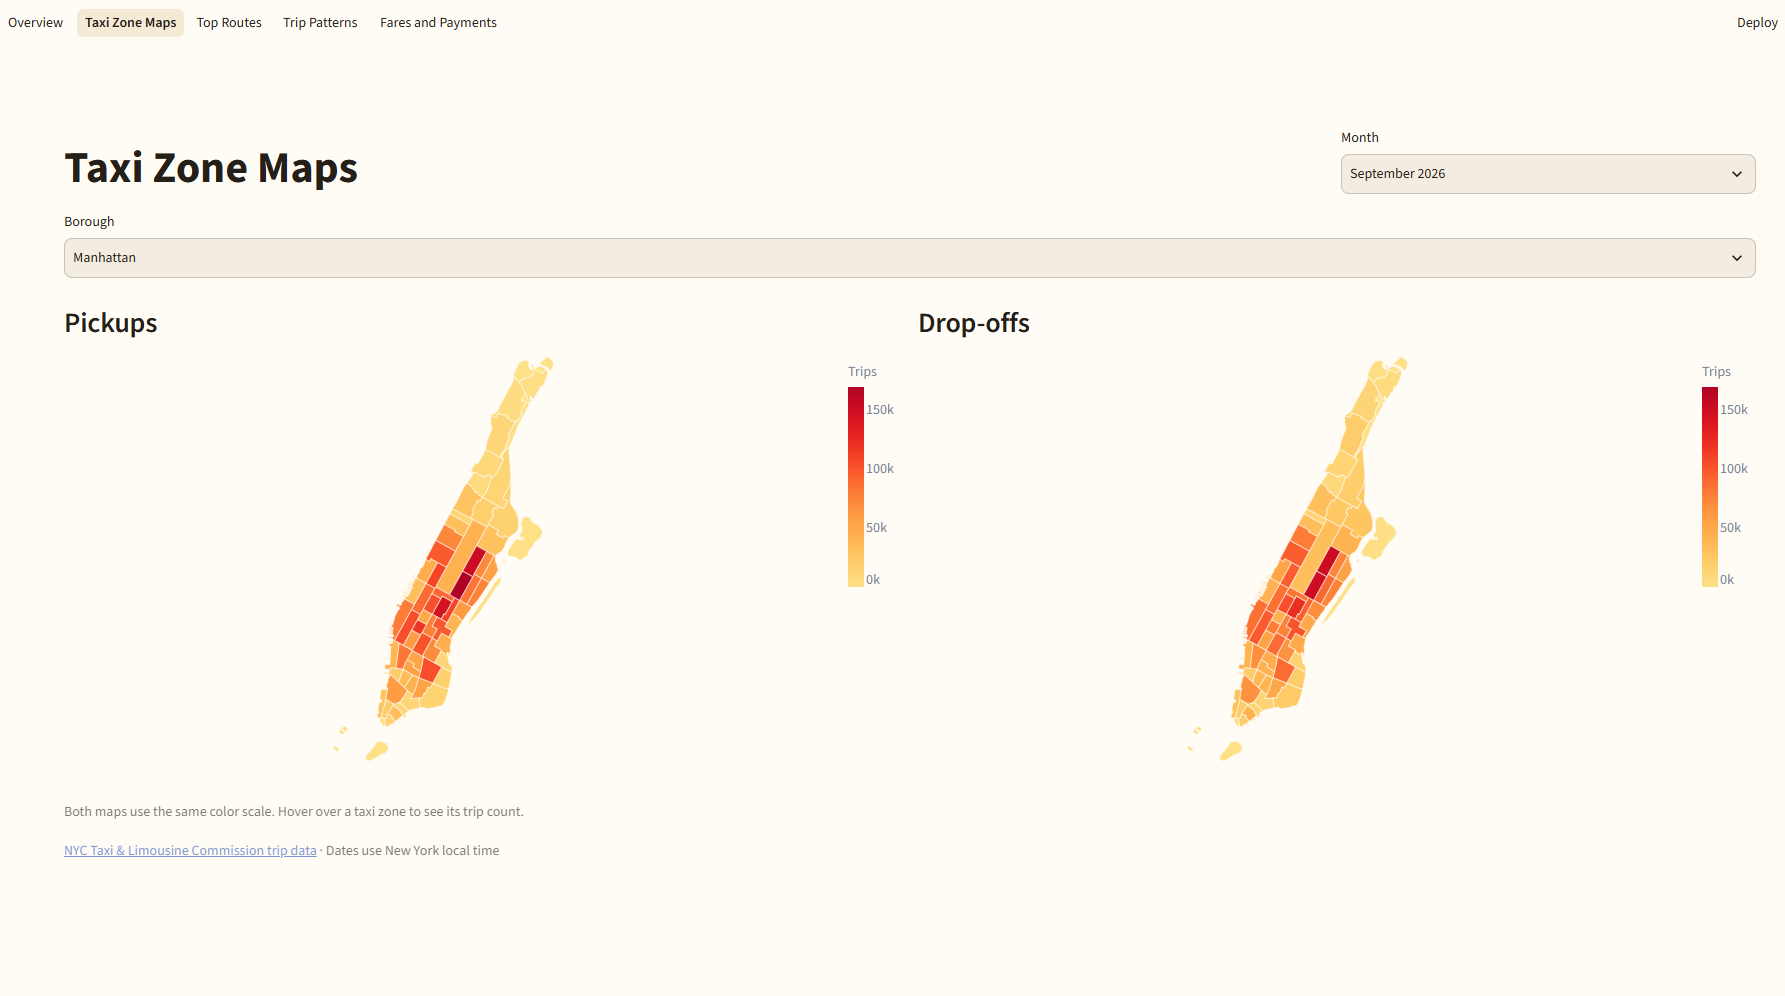 Overview Taxi Zone Maps Top Routes Trip Patterns Fares and Payments Deploy
Month
Taxi Zone Maps
September 2026
Borough
Manhattan
Pickups
Trips
150k
100k
50k
0k
Drop-offs
Trips
150k
100k
50k
0k
Both maps use the same color scale. Hover over a taxi zone to see its trip count.
NYC Taxi & Limousine Commission trip data · Dates use New York local time